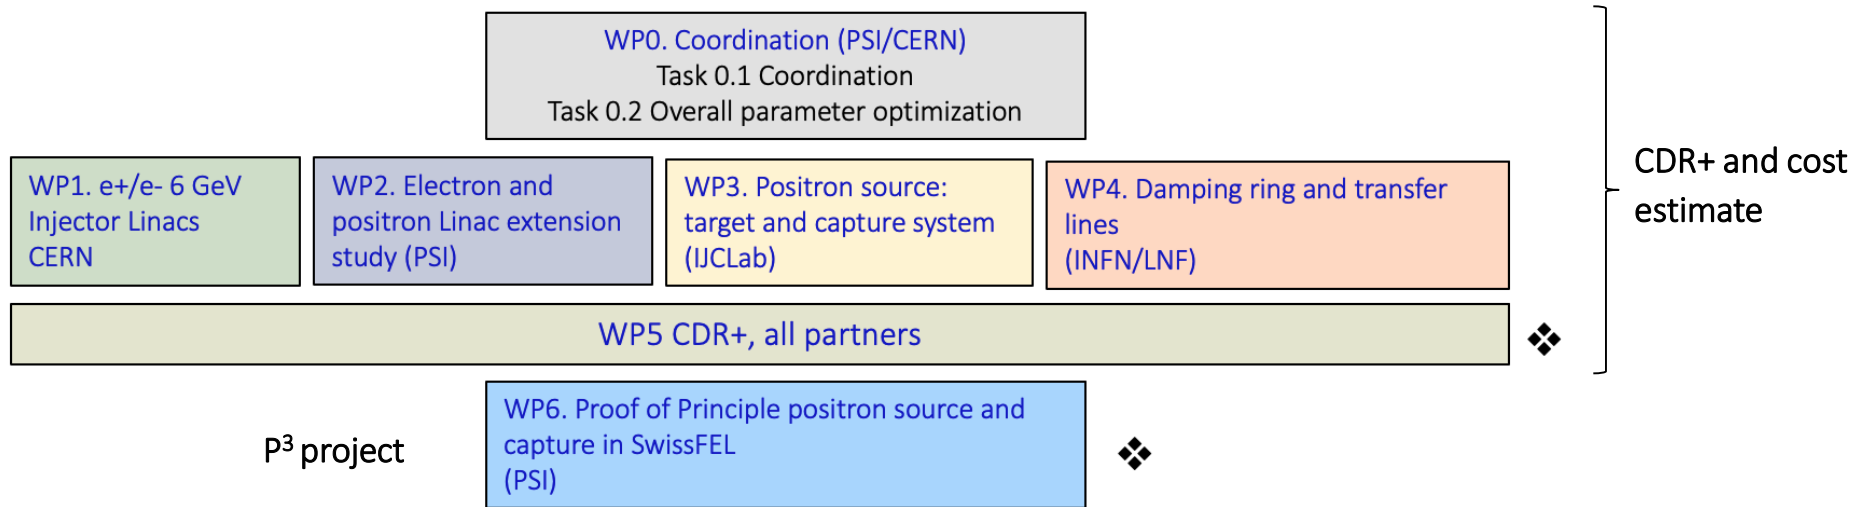 WP0. Coordination (PSI/CERN)
Task 0.1 Coordination
Task 0.2 Overall parameter optimization
WP1. e+/e- 6 GeV
Injector Linacs
CERN
WP2. Electron and
positron Linac extension
study (PSI)
WP3. Positron source:
target and capture system
(IJCLab)
WP4. Damping ring and transfer
lines
(INFN/LNF)
CDR+ and cost
estimate
WP5 CDR+, all partners
P³ project
WP6. Proof of Principle positron source and
capture in SwissFEL
(PSI)